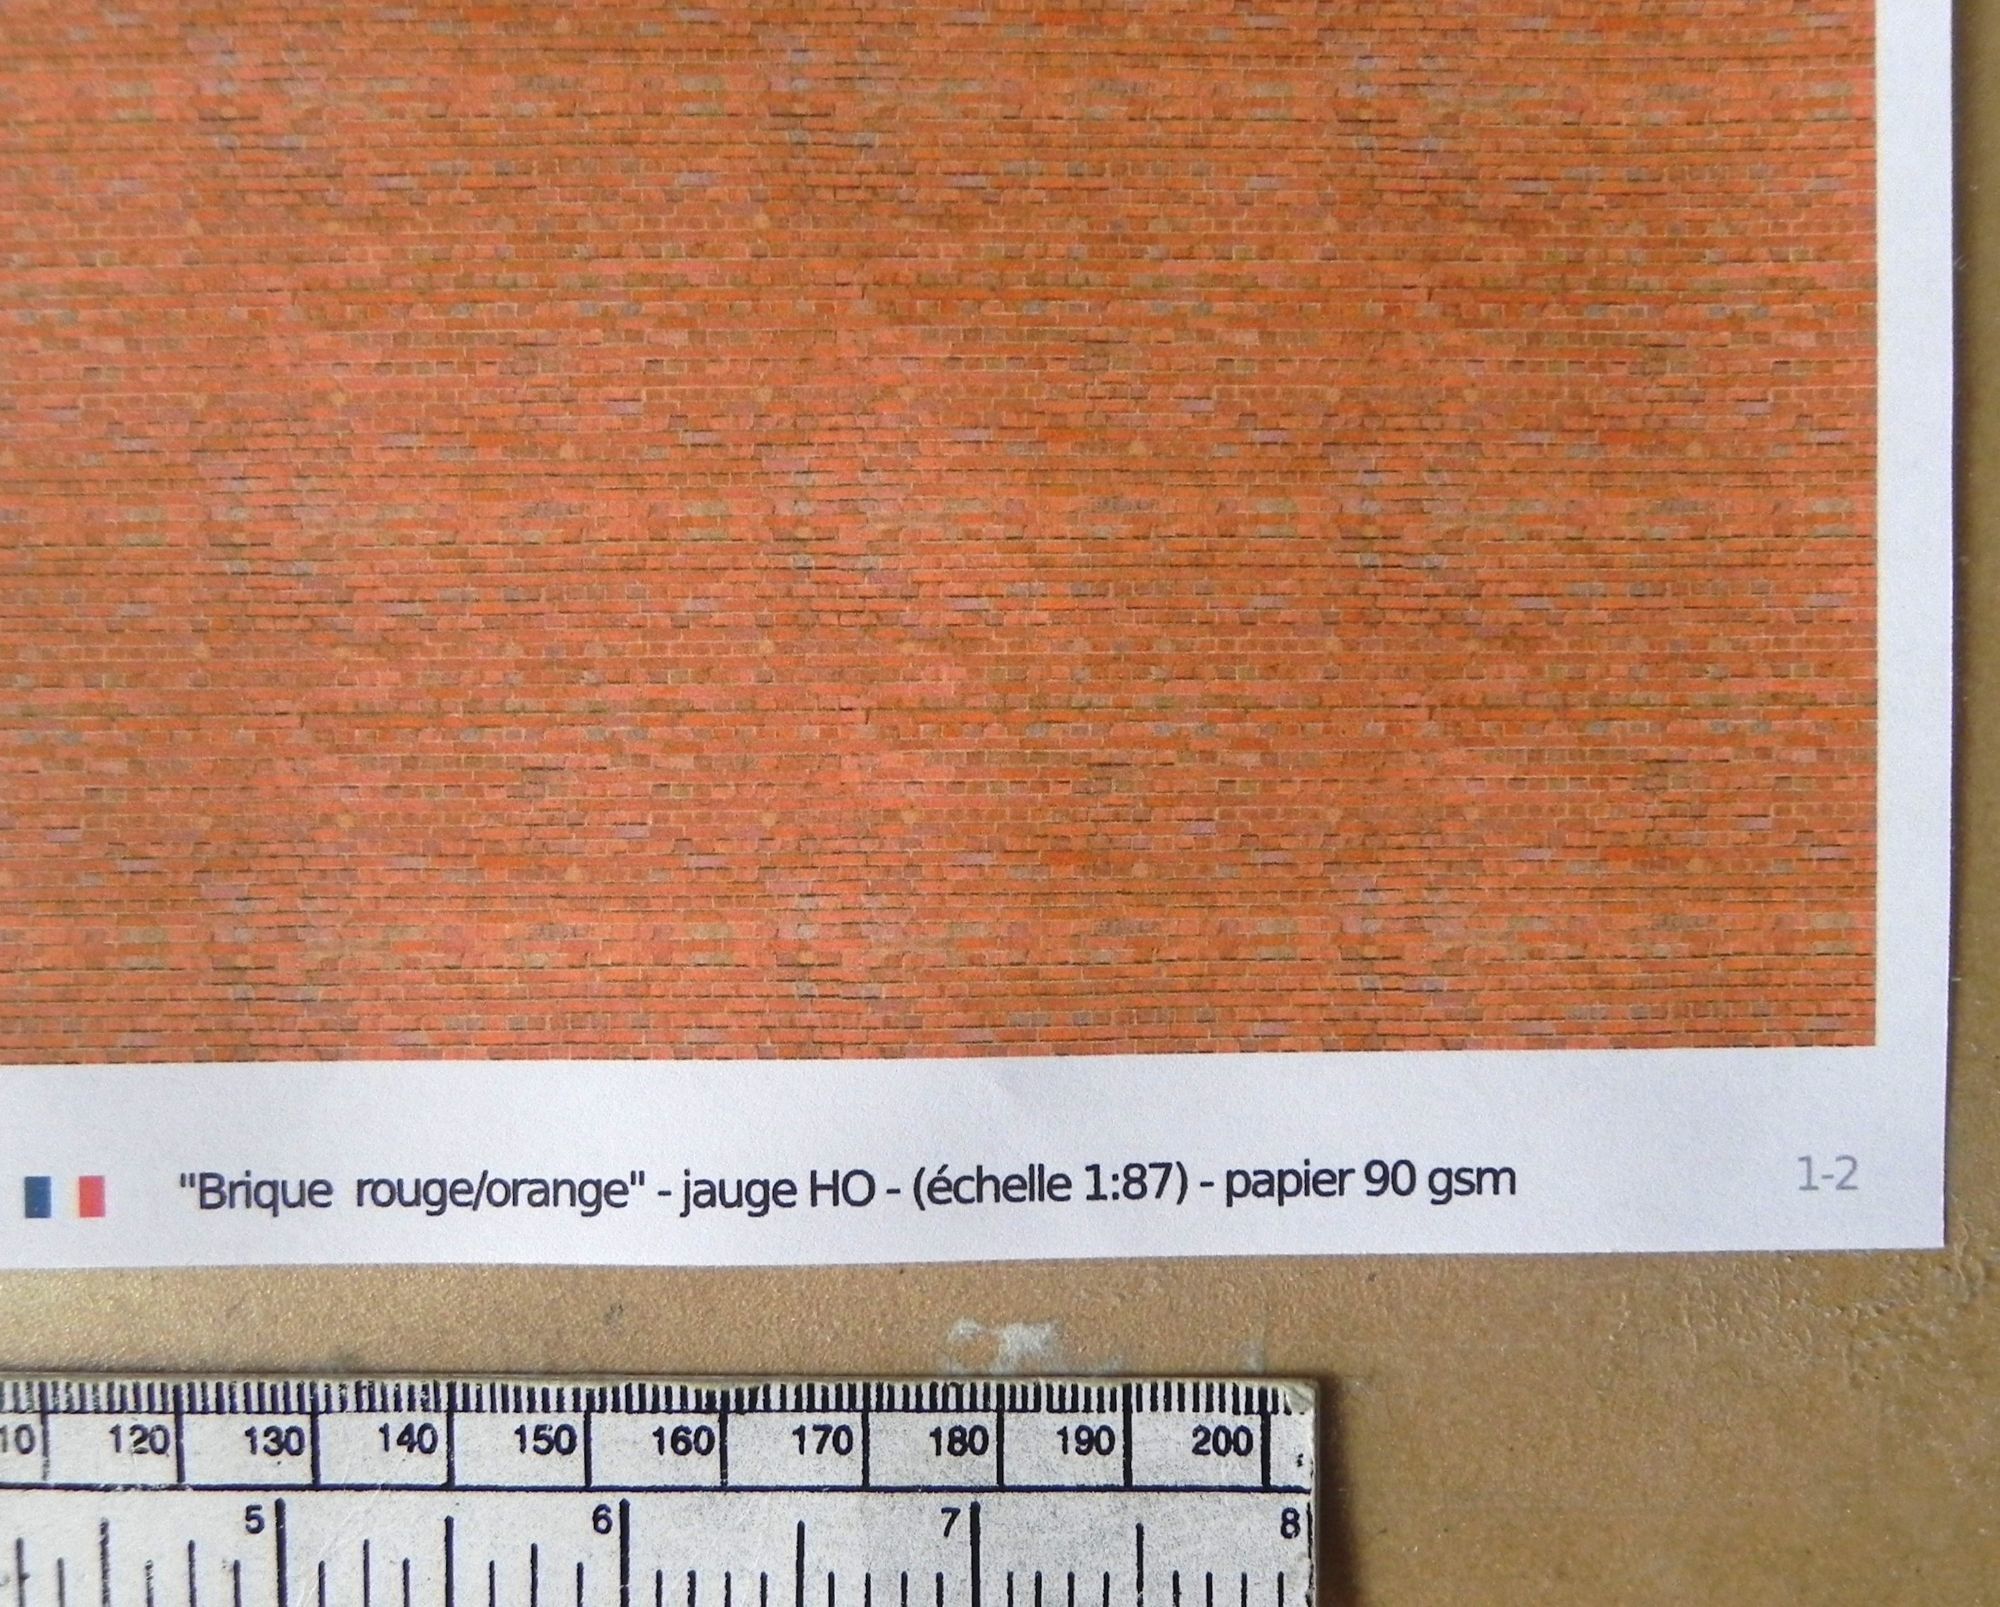 "Brique rouge/orange" - jauge HO - (échelle 1:87) - papier 90 gsm
1-2
10 120 130 140 150 160 170 180 190 200
5 6 7 8